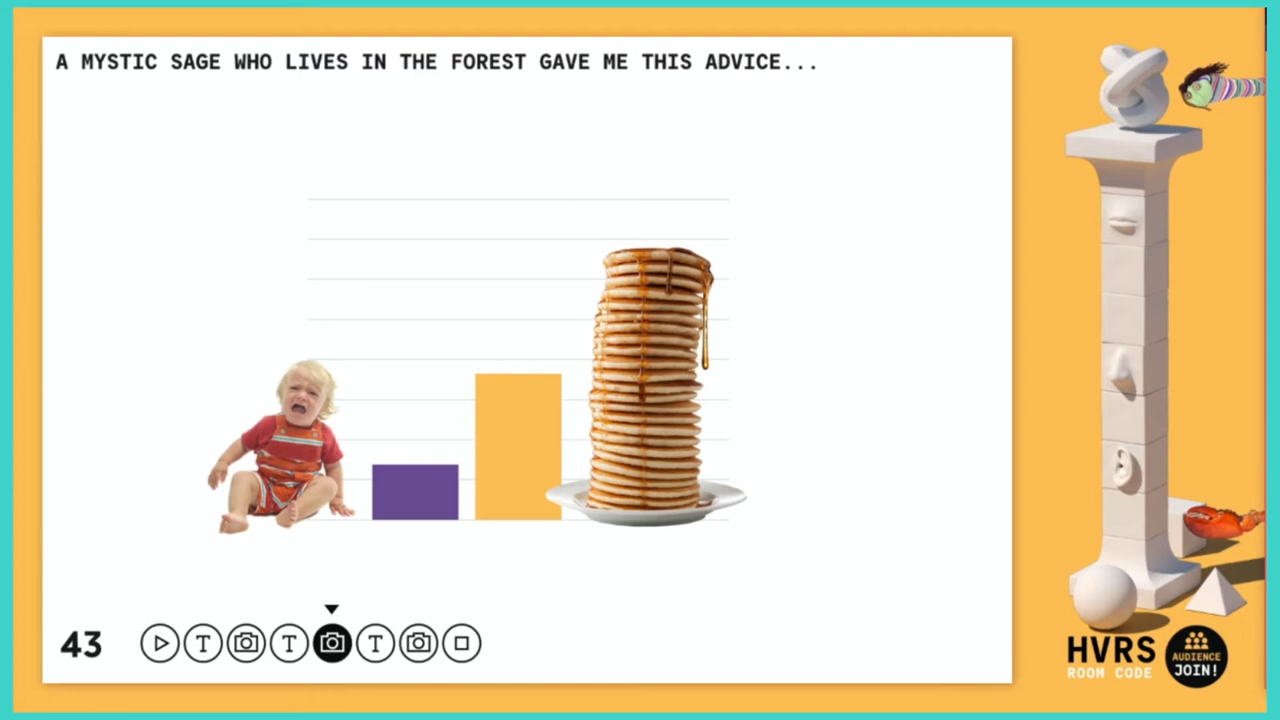 A MYSTIC SAGE WHO LIVES IN THE FOREST GAVE ME THIS ADVICE...
43
T
T
T
HVRS
ROOM CODE
AUDIENCE
JOIN!